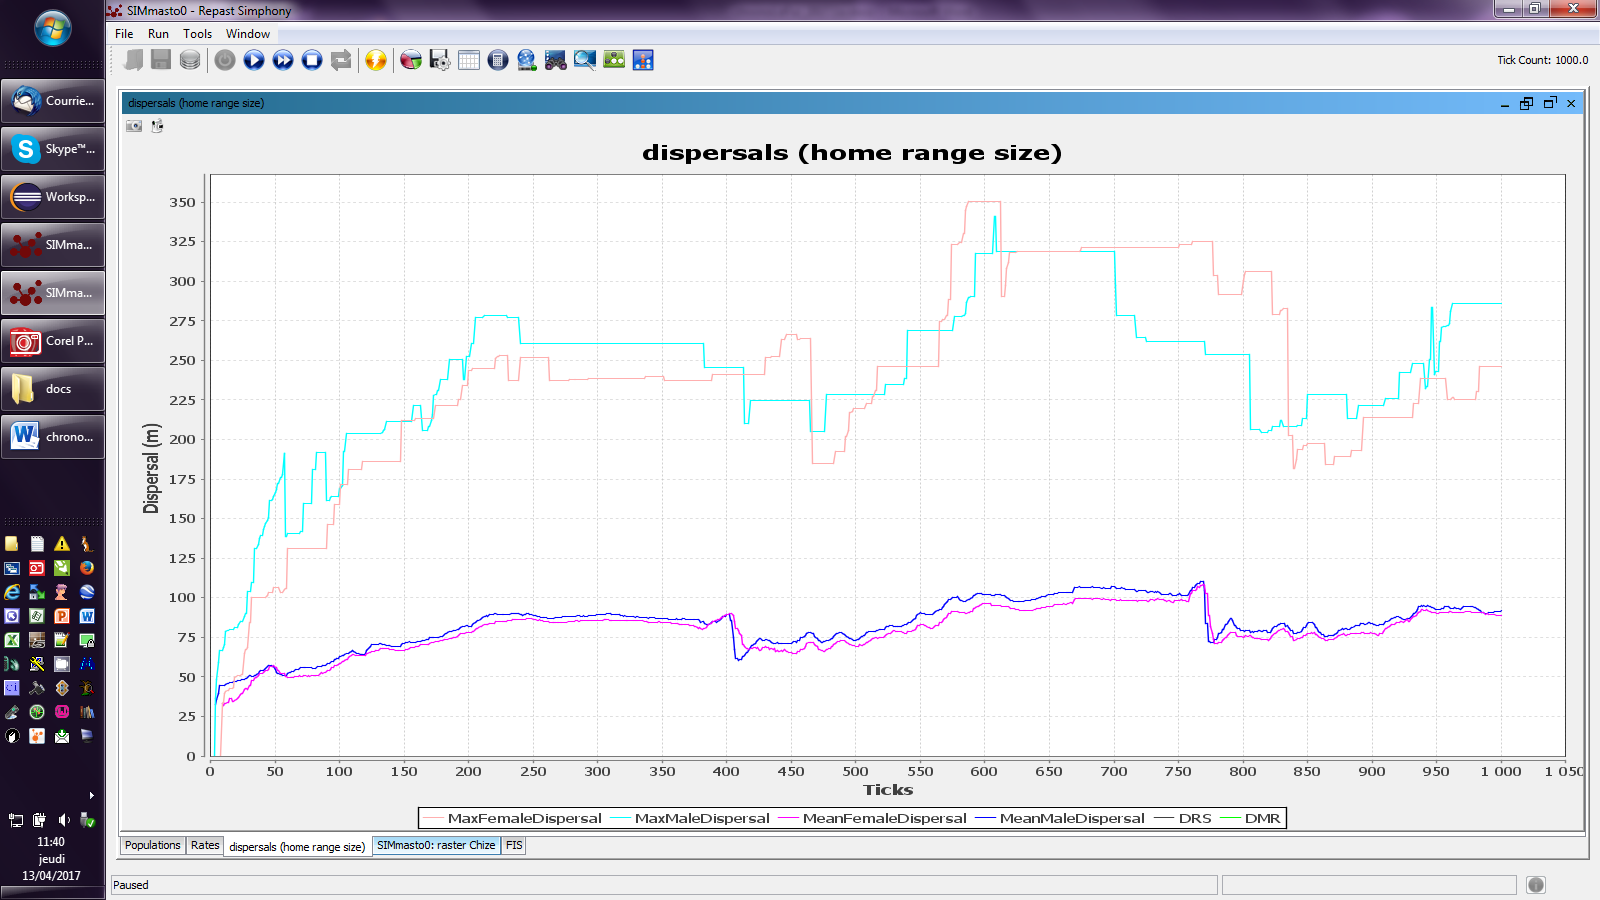 SIMmasto0 - Repast Simphony
File Run Tools Window
Tick Count: 1000.0
Courrie...
Skype™...
Worksp...
SIMma...
SIMma...
Corel P...
docs
chrono...
11:40
jeudi
13/04/2017
dispersals (home range size)
dispersals (home range size)
Dispersal (m)
350
325
300
275
250
225
200
175
150
125
100
75
50
25
0
0 50 100 150 200 250 300 350 400 450 500 550 600 650 700 750 800 850 900 950 1 000 1 050
Ticks
MaxFemaleDispersal MaxMaleDispersal MeanFemaleDispersal MeanMaleDispersal DRS DMR
Populations Rates dispersals (home range size) SIMmasto0: raster Chize FIS
Paused